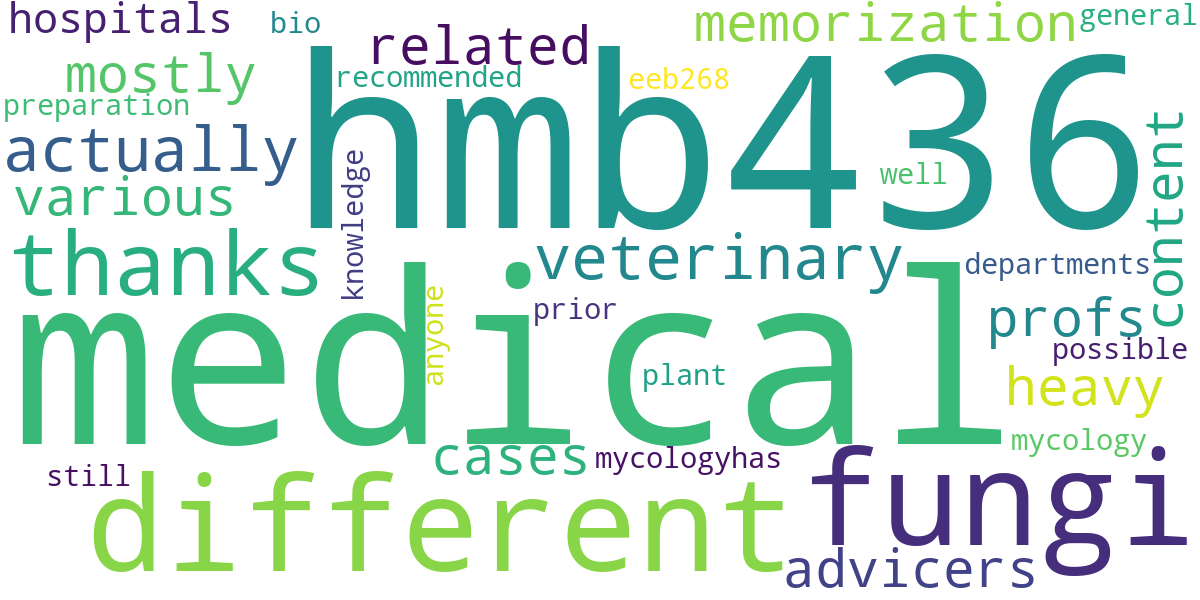 hospitals
bio
related
memorization
general
mostly
recommended
eeb268
preparation
hmb436
actually
various
knowledge
well
content
thanks
veterinary
departments
medical
anyone
prior
profs
possible
plant
heavy
cases
mycologyhas
mycology
still
different
fungi
advicers